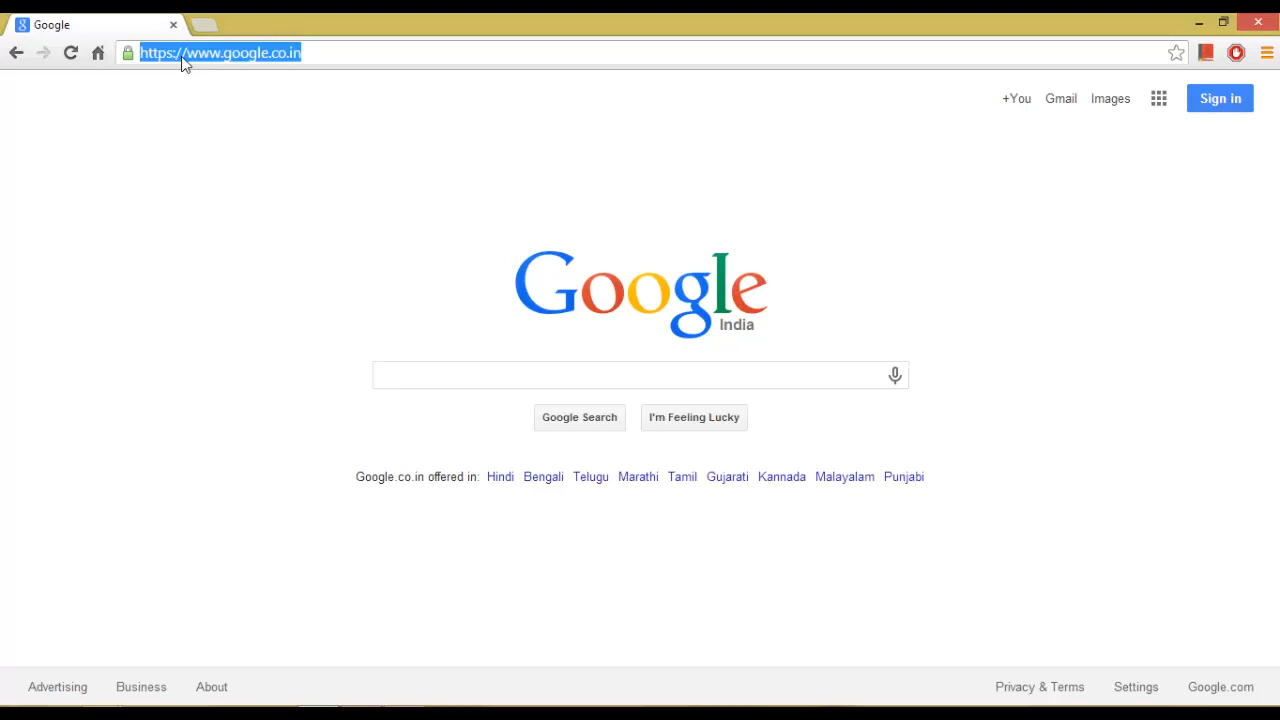 Google
https://www.google.co.in
+You Gmail Images Sign in
Google
India
Google Search I'm Feeling Lucky
Google.co.in offered in: Hindi Bengali Telugu Marathi Tamil Gujarati Kannada Malayalam Punjabi
Advertising Business About Privacy & Terms Settings Google.com